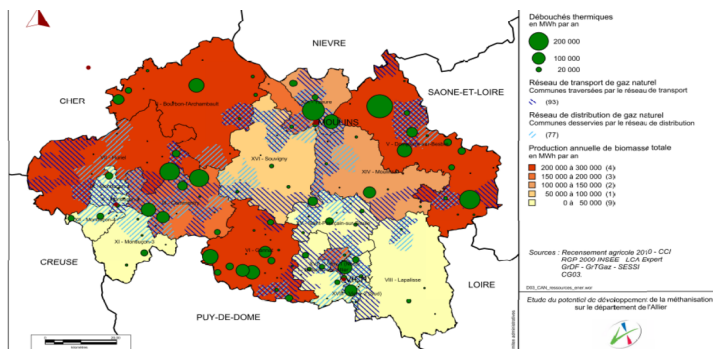 NIEVRE
CHER
SAONE-ET-LOIRE
MOULINS
XVI - Souvigny
CREUSE
VIII - Lapalisse
LOIRE
PUY-DE-DOME
Débouchés thermiques
en MWh par an
200 000
100 000
20 000
Réseau de transport de gaz naturel
Communes traversées par le réseau de transport
(93)
Réseau de distribution de gaz naturel
Communes desservies par le réseau de distribution
(77)
Production annuelle de biomasse totale
en MWh par an
200 000 à 300 000 (4)
150 000 à 200 000 (3)
100 000 à 150 000 (2)
50 000 à 100 000 (1)
0 à 50 000 (9)
Sources : Recensement agricole 2010 - CCI
RGP 2000 INSEE LCA Expert
GrDF - GrTGaz - SESSI
CG03.
Etude du potentiel de développement de la méthanisation
sur le département de l'Allier